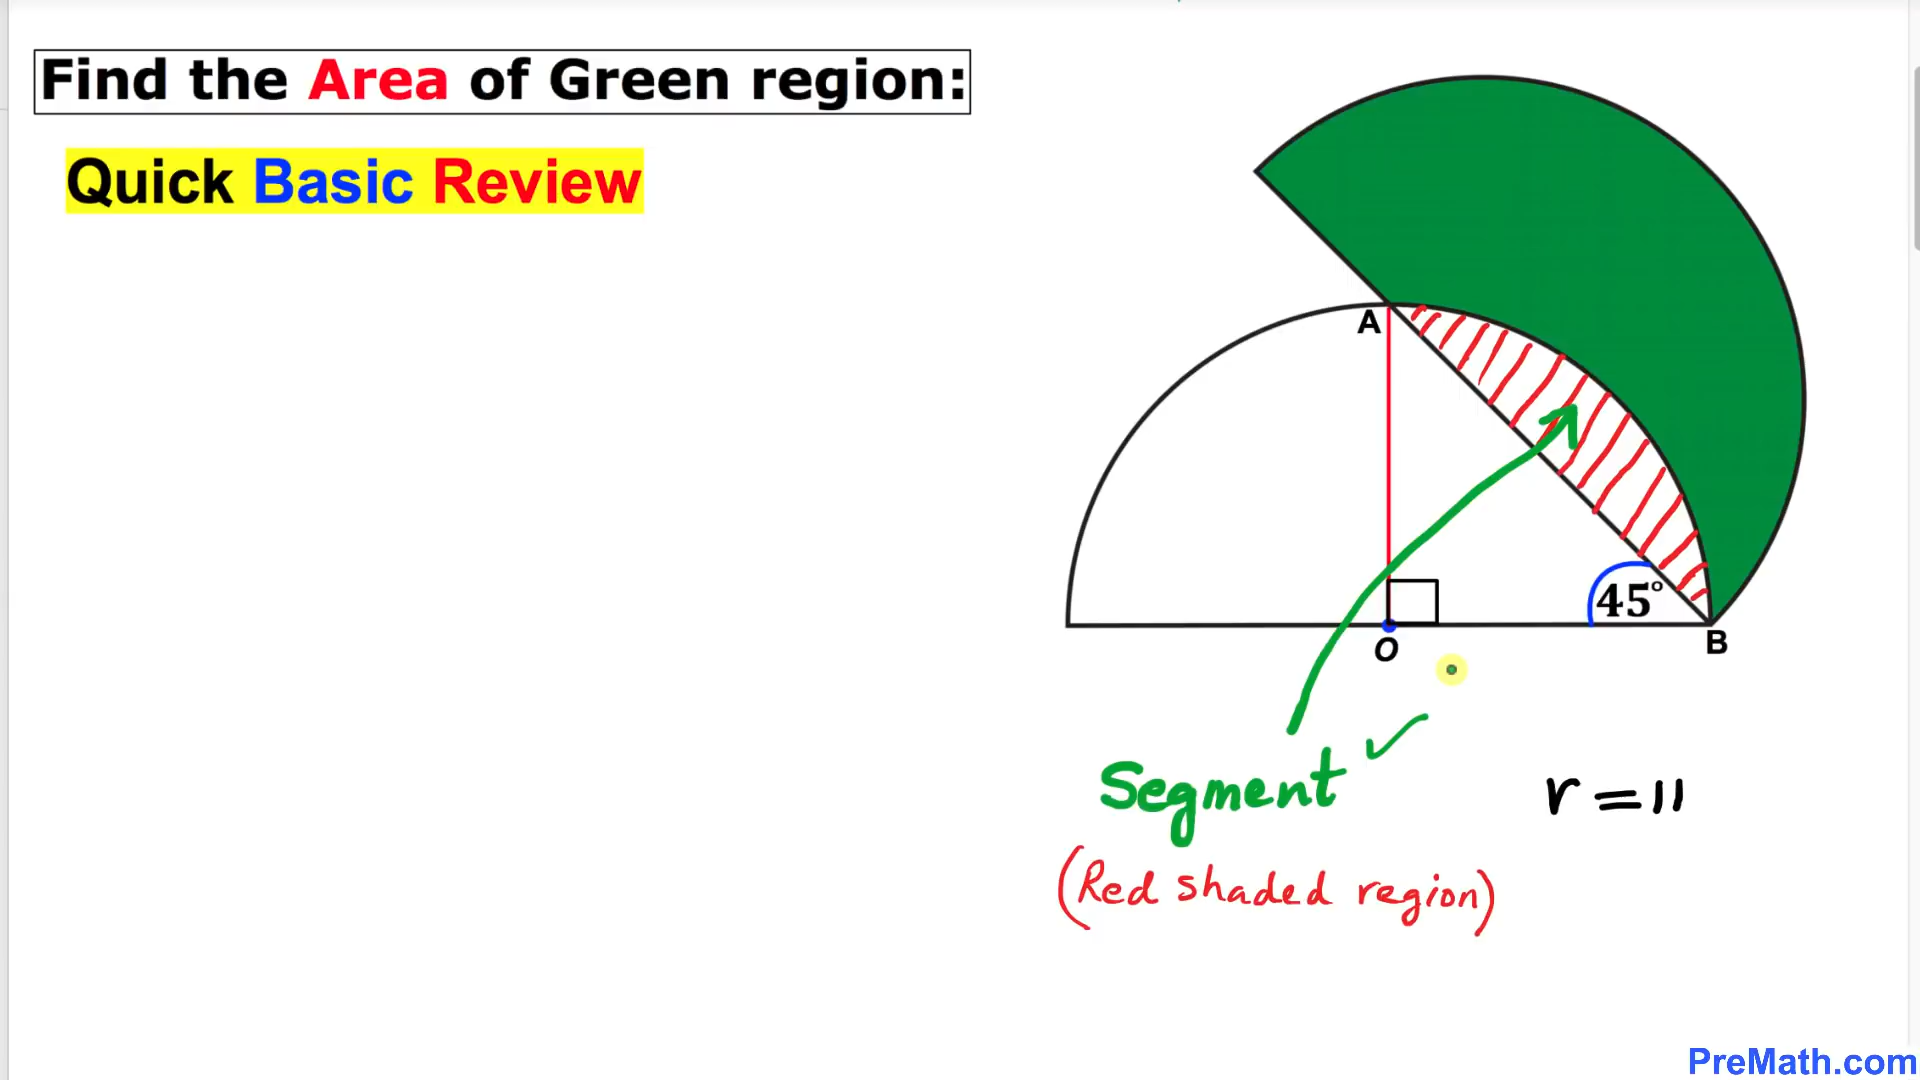 Find the Area of Green region:
Quick Basic Review
A
45°
O
B
Segment
r = 11
(Red shaded region)
PreMath.com